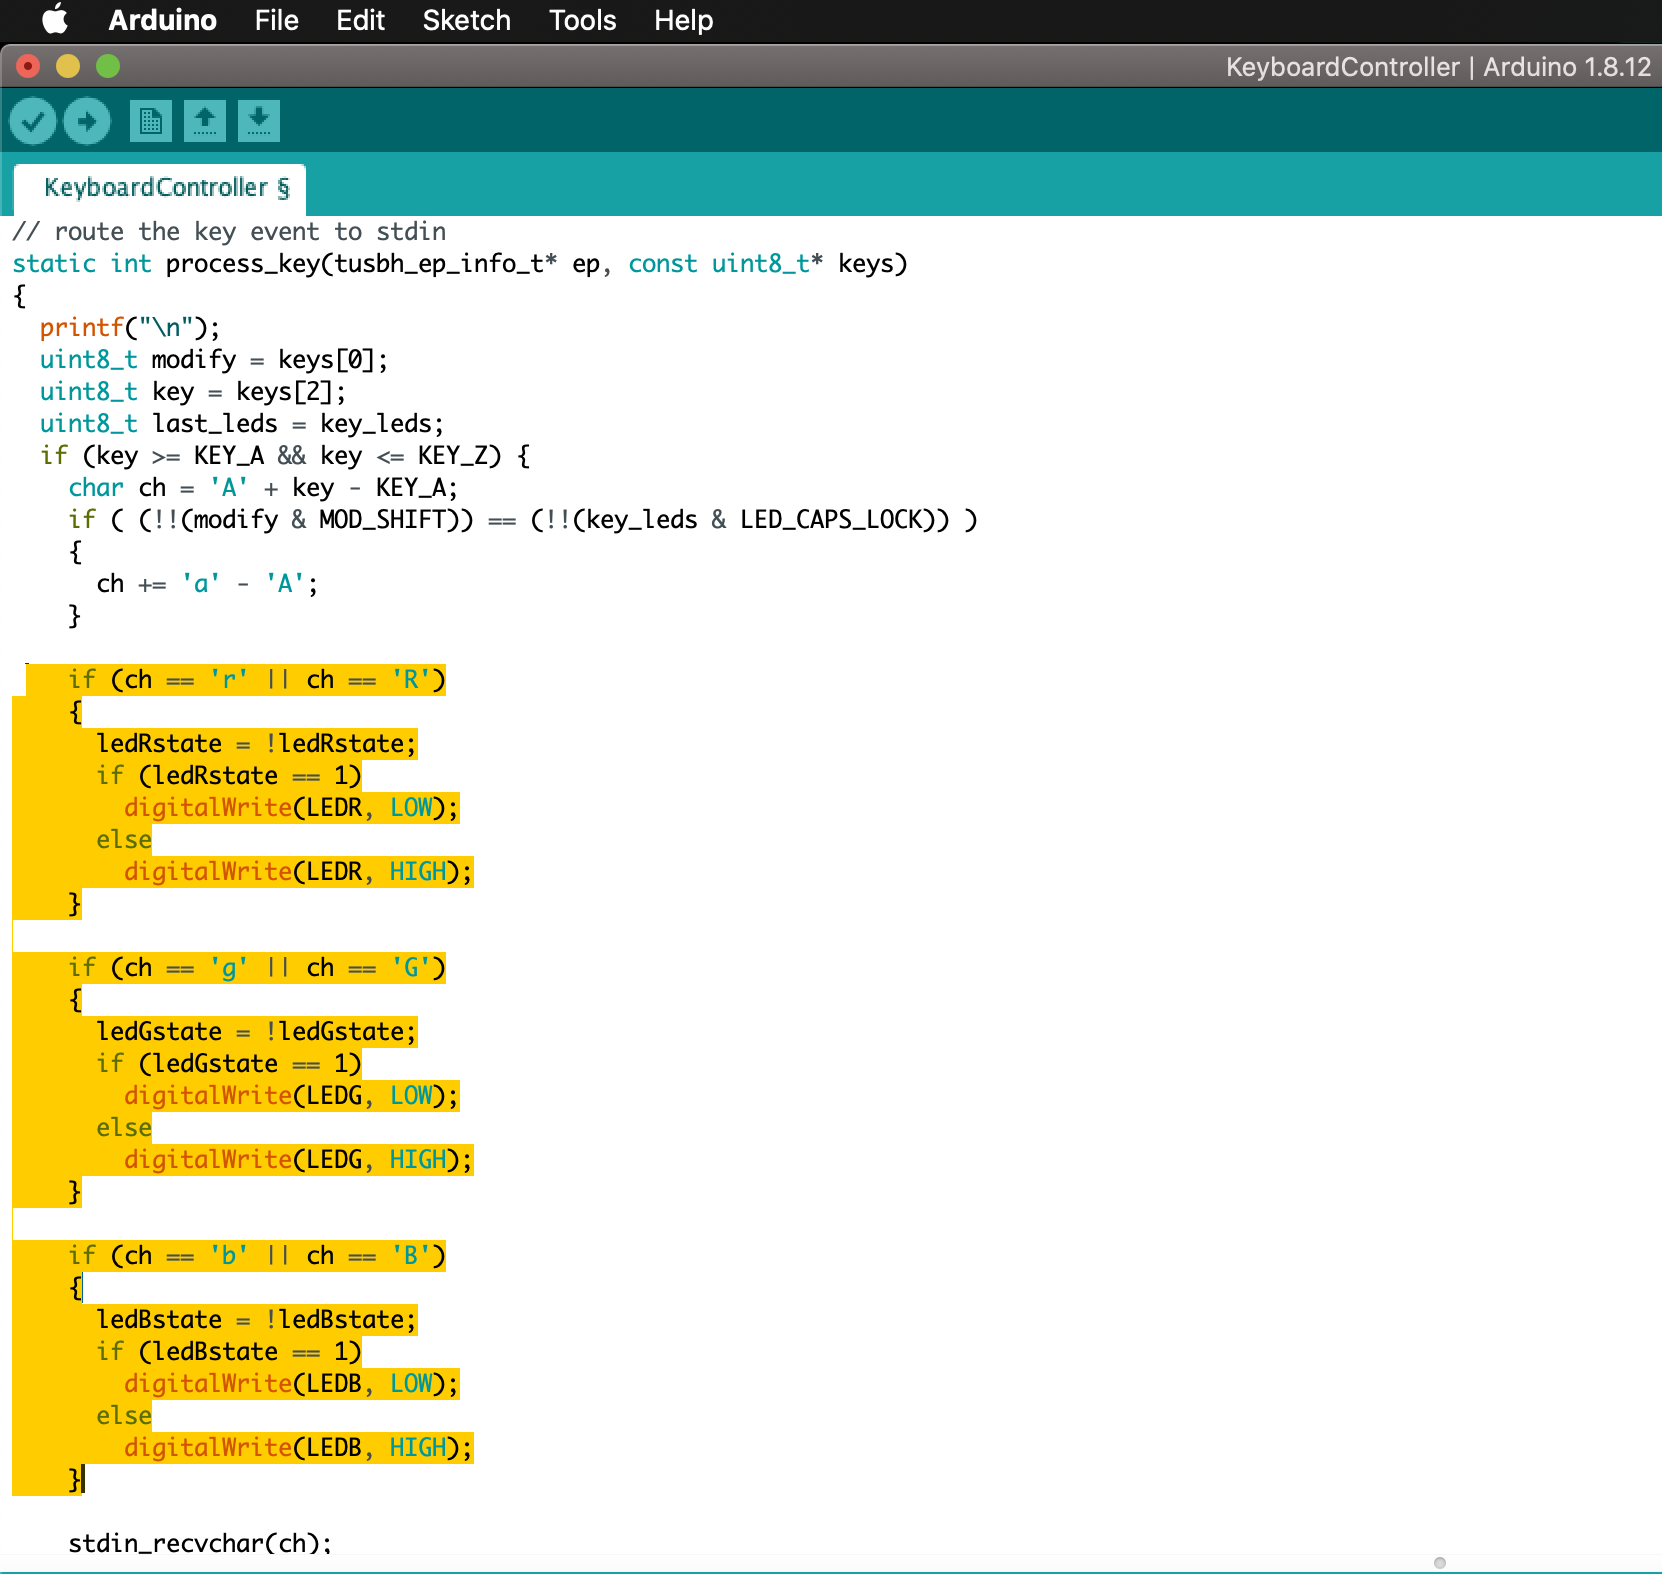 Arduino File Edit Sketch Tools Help
KeyboardController | Arduino 1.8.12
KeyboardController §
// route the key event to stdin
static int process_key(tusbh_ep_info_t* ep, const uint8_t* keys)
{
  printf("\n");
  uint8_t modify = keys[0];
  uint8_t key = keys[2];
  uint8_t last_leds = key_leds;
  if (key >= KEY_A && key <= KEY_Z) {
    char ch = 'A' + key - KEY_A;
    if ( (!!(modify & MOD_SHIFT)) == (!!(key_leds & LED_CAPS_LOCK)) )
    {
      ch += 'a' - 'A';
    }
    if (ch == 'r' || ch == 'R')
    {
      ledRstate = !ledRstate;
      if (ledRstate == 1)
        digitalWrite(LEDR, LOW);
      else
        digitalWrite(LEDR, HIGH);
    }
    if (ch == 'g' || ch == 'G')
    {
      ledGstate = !ledGstate;
      if (ledGstate == 1)
        digitalWrite(LEDG, LOW);
      else
        digitalWrite(LEDG, HIGH);
    }
    if (ch == 'b' || ch == 'B')
    {
      ledBstate = !ledBstate;
      if (ledBstate == 1)
        digitalWrite(LEDB, LOW);
      else
        digitalWrite(LEDB, HIGH);
    }
    stdin_recvchar(ch);